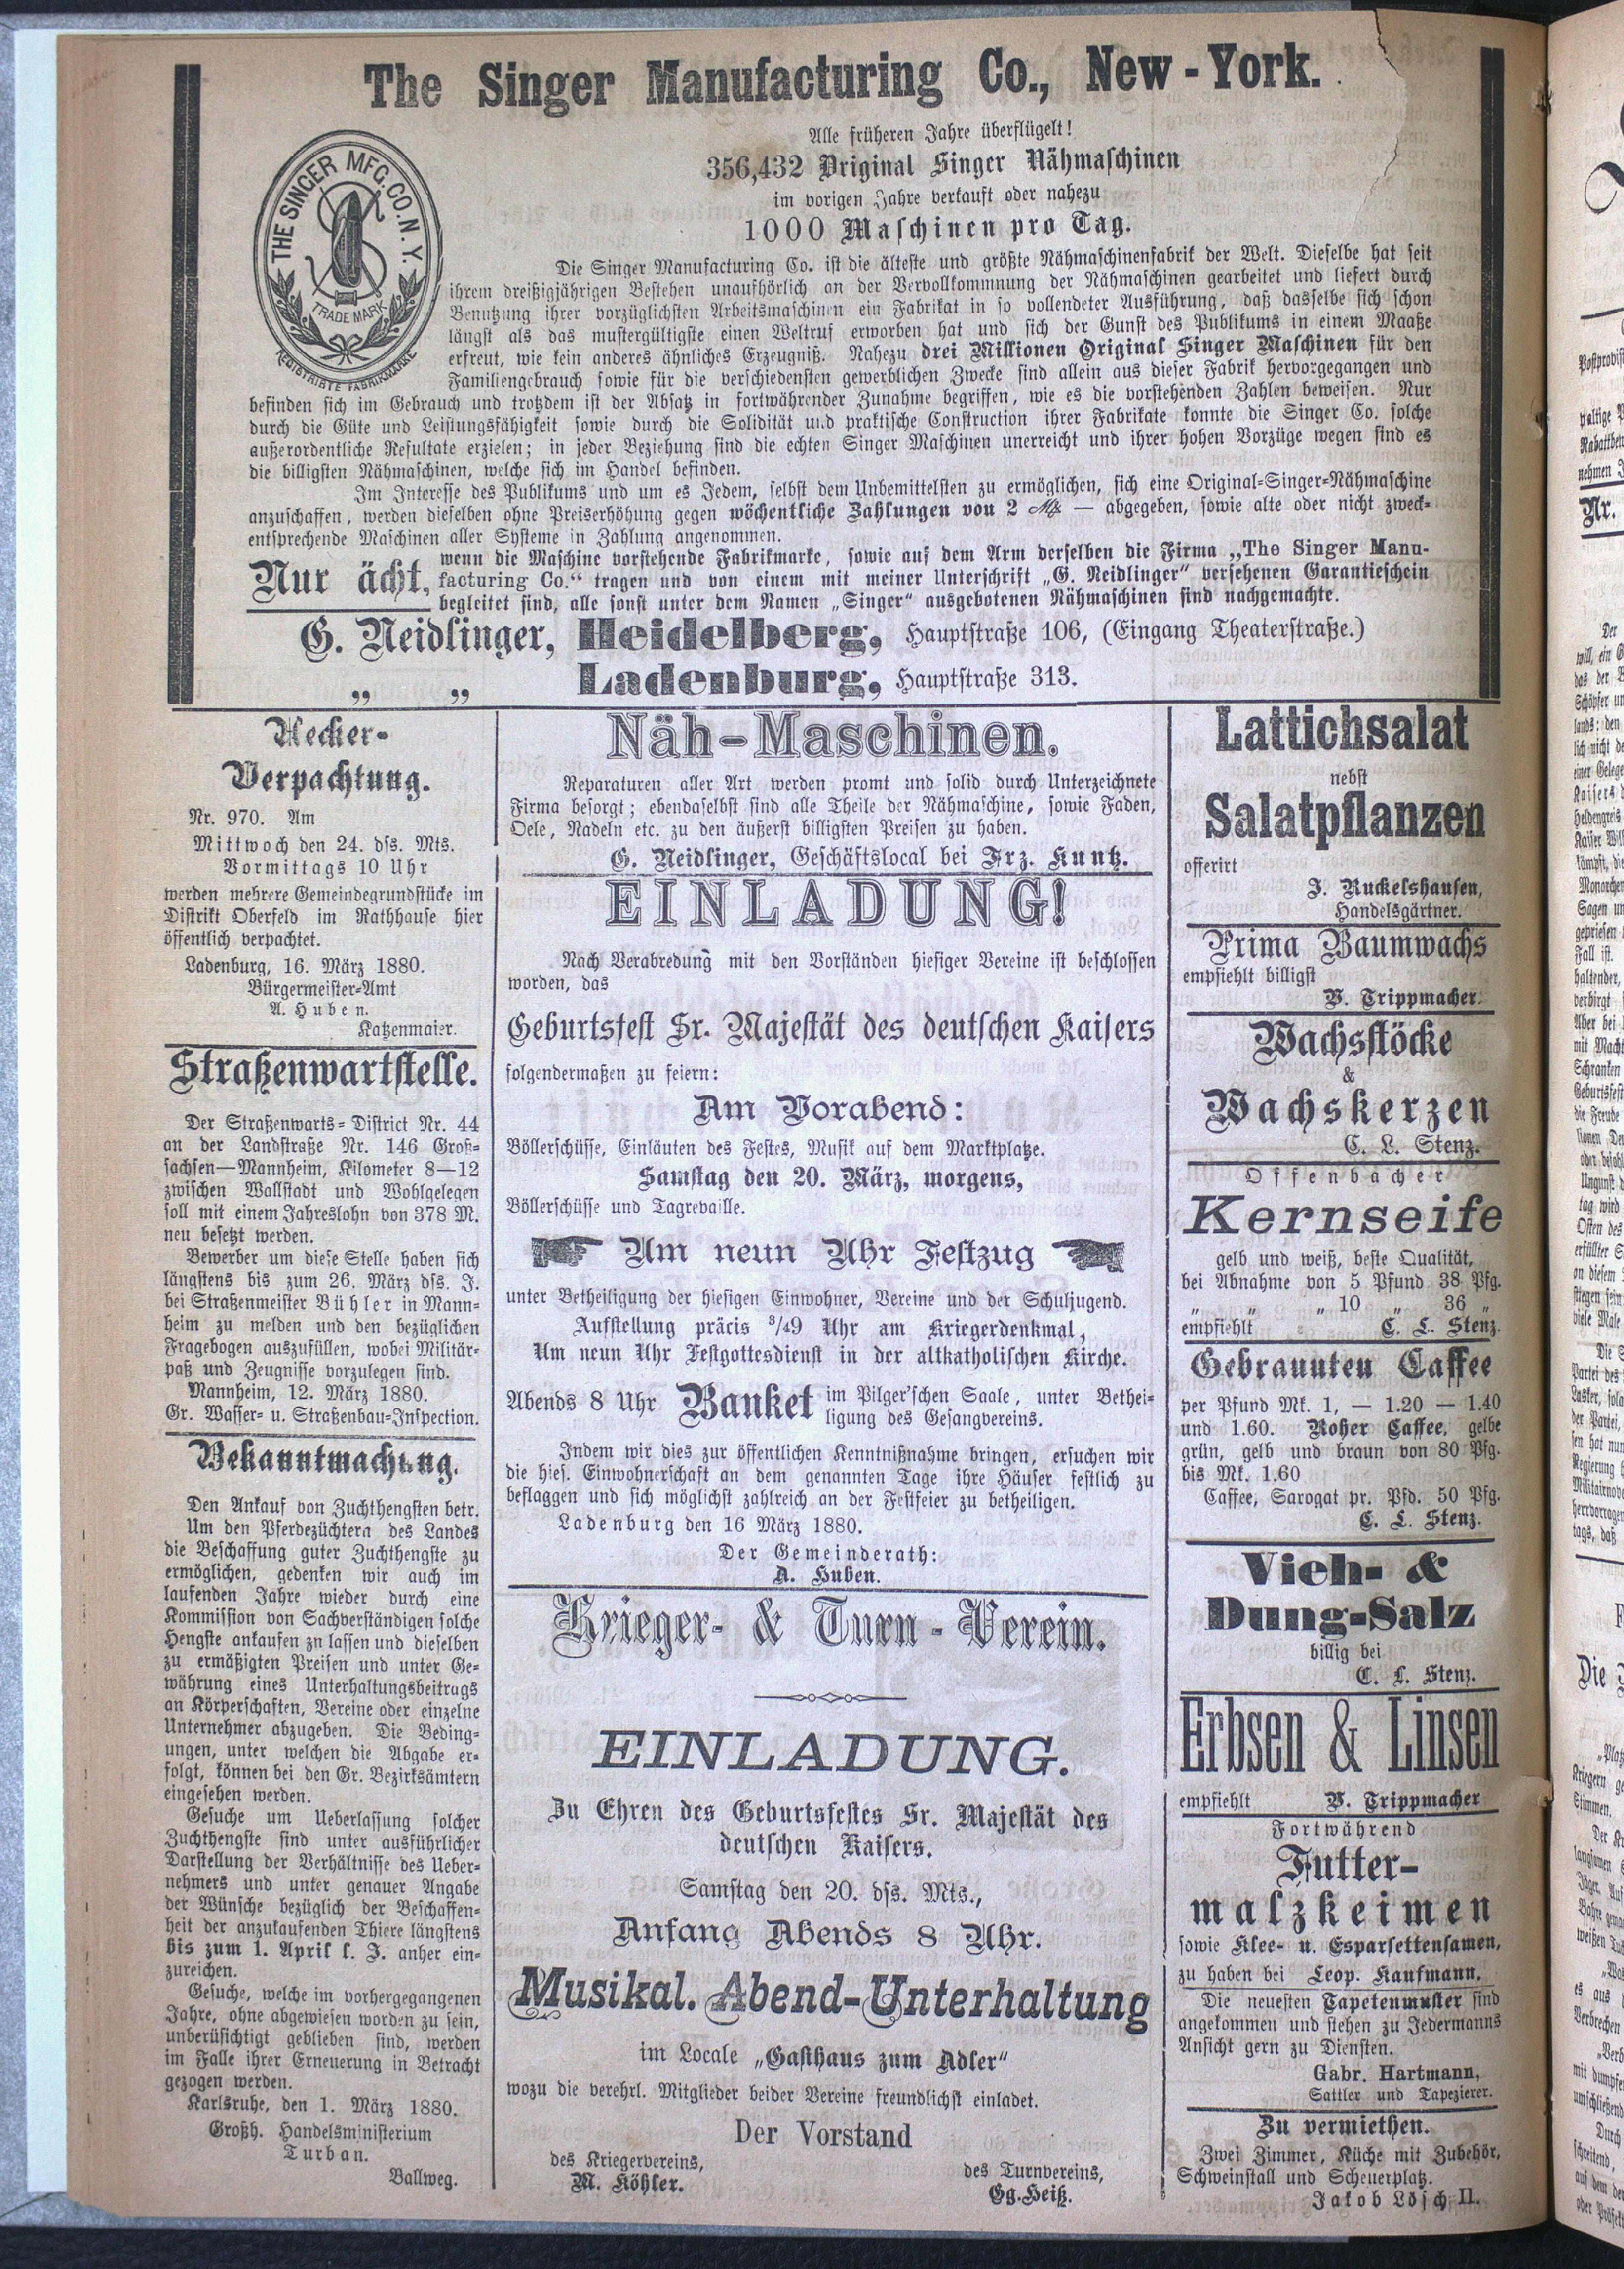 The Singer Manufacturing Co., New-York.
THE SINGER MFG. CO. N. Y.
TRADE MARK
REGISTRIRTE FABRIKMARKE
Alle früheren Jahre überflügelt!
356,432 Original Singer Nähmaschinen
im vorigen Jahre verkauft oder nahezu
1000 Maschinen pro Tag.
Die Singer Manufacturing Co. ist die älteste und größte Nähmaschinenfabrik der Welt. Dieselbe hat seit
ihrem dreißigjährigen Bestehen unaufhörlich an der Vervollkommnung der Nähmaschinen gearbeitet und liefert durch
Benutzung ihrer vorzüglichsten Arbeitsmaschinen ein Fabrikat in so vollendeter Ausführung, daß dasselbe sich schon
längst als das mustergültigste einen Weltruf erworben hat und sich der Gunst des Publikums in einem Maaße
erfreut, wie kein anderes ähnliches Erzeugniß. Nahezu drei Millionen Original Singer Maschinen für den
Familiengebrauch sowie für die verschiedensten gewerblichen Zwecke sind allein aus dieser Fabrik hervorgegangen und
befinden sich im Gebrauch und trotzdem ist der Absatz in fortwährender Zunahme begriffen, wie es die vorstehenden Zahlen beweisen. Nur
durch die Güte und Leistungsfähigkeit sowie durch die Solidität und praktische Construction ihrer Fabrikate konnte die Singer Co. solche
außerordentliche Resultate erzielen; in jeder Beziehung sind die echten Singer Maschinen unerreicht und ihrer hohen Vorzüge wegen sind es
die billigsten Nähmaschinen, welche sich im Handel befinden.
Im Interesse des Publikums und um es Jedem, selbst dem Unbemittelsten zu ermöglichen, sich eine Original-Singer-Nähmaschine
anzuschaffen, werden dieselben ohne Preiserhöhung gegen wöchentliche Zahlungen von 2 ℳ — abgegeben, sowie alte oder nicht zweck-
entsprechende Maschinen aller Systeme in Zahlung angenommen.
Nur ächt, wenn die Maschine vorstehende Fabrikmarke, sowie auf dem Arm derselben die Firma „The Singer Manu-
facturing Co.“ tragen und von einem mit meiner Unterschrift „G. Neidlinger“ versehenen Garantieschein
begleitet sind, alle sonst unter dem Namen „Singer“ ausgebotenen Nähmaschinen sind nachgemachte.
G. Neidlinger, Heidelberg, Hauptstraße 106, (Eingang Theaterstraße.)
„ „ Ladenburg, Hauptstraße 313.
Aecker-
Verpachtung.
Nr. 970. Am
Mittwoch den 24. dss. Mts.
Vormittags 10 Uhr
werden mehrere Gemeindegrundstücke im
Distrikt Oberfeld im Rathhause hier
öffentlich verpachtet.
Ladenburg, 16. März 1880.
Bürgermeister-Amt
A. Huben.
Katzenmaier.
Straßenwartstelle.
Der Straßenwarts-District Nr. 44
an der Landstraße Nr. 146 Groß-
sachsen—Mannheim, Kilometer 8—12
zwischen Wallstadt und Wohlgelegen
soll mit einem Jahreslohn von 378 M.
neu besetzt werden.
Bewerber um diese Stelle haben sich
längstens bis zum 26. März dss. J.
bei Straßenmeister Bühler in Mann-
heim zu melden und den bezüglichen
Fragebogen auszufüllen, wobei Militär-
paß und Zeugnisse vorzulegen sind.
Mannheim, 12. März 1880.
Gr. Wasser- u. Straßenbau-Inspection.
Bekanntmachung.
Den Ankauf von Zuchthengsten betr.
Um den Pferdezüchtern des Landes
die Beschaffung guter Zuchthengste zu
ermöglichen, gedenken wir auch im
laufenden Jahre wieder durch eine
Kommission von Sachverständigen solche
Hengste ankaufen zu lassen und dieselben
zu ermäßigten Preisen und unter Ge-
währung eines Unterhaltungsbeitrags
an Körperschaften, Vereine oder einzelne
Unternehmer abzugeben. Die Beding-
ungen, unter welchen die Abgabe er-
folgt, können bei den Gr. Bezirksämtern
eingesehen werden.
Gesuche um Ueberlassung solcher
Zuchthengste sind unter ausführlicher
Darstellung der Verhältnisse des Ueber-
nehmers und unter genauer Angabe
der Wünsche bezüglich der Beschaffen-
heit der anzukaufenden Thiere längstens
bis zum 1. April l. J. anher ein-
zureichen.
Gesuche, welche im vorhergegangenen
Jahre, ohne abgewiesen worden zu sein,
unberüsichtigt geblieben sind, werden
im Falle ihrer Erneuerung in Betracht
gezogen werden.
Karlsruhe, den 1. März 1880.
Großh. Handelsministerium
Turban.
Ballweg.
Näh-Maschinen.
Reparaturen aller Art werden promt und solid durch Unterzeichnete
Firma besorgt; ebendaselbst sind alle Theile der Nähmaschine, sowie Faden,
Oele, Nadeln etc. zu den äußerst billigsten Preisen zu haben.
G. Neidlinger, Geschäftslocal bei Frz. Kuntz.
EINLADUNG!
Nach Verabredung mit den Vorständen hiesiger Vereine ist beschlossen
worden, das
Geburtsfest Sr. Majestät des deutschen Kaisers
folgendermaßen zu feiern:
Am Vorabend:
Böllerschüsse, Einläuten des Festes, Musik auf dem Marktplatze.
Samstag den 20. März, morgens,
Böllerschüsse und Tagrevaille.
Um neun Uhr Festzug
unter Betheiligung der hiesigen Einwohner, Vereine und der Schuljugend.
Aufstellung präcis ³/₄9 Uhr am Kriegerdenkmal,
Um neun Uhr Festgottesdienst in der altkatholischen Kirche.
Abends 8 Uhr Banket im Pilger'schen Saale, unter Bethei-
ligung des Gesangvereins.
Indem wir dies zur öffentlichen Kenntnißnahme bringen, ersuchen wir
die hies. Einwohnerschaft an dem genannten Tage ihre Häuser festlich zu
beflaggen und sich möglichst zahlreich an der Festfeier zu betheiligen.
Ladenburg den 16 März 1880.
Der Gemeinderath:
A. Huben.
Krieger- & Turn-Verein.
EINLADUNG.
Zu Ehren des Geburtsfestes Sr. Majestät des
deutschen Kaisers.
Samstag den 20. dss. Mts.,
Anfang Abends 8 Uhr.
Musikal. Abend-Unterhaltung
im Locale „Gasthaus zum Adler“
wozu die verehrl. Mitglieder beider Vereine freundlichst einladet.
Der Vorstand
des Kriegervereins, des Turnvereins,
M. Köhler. Gg. Heiß.
Lattichsalat
nebst
Salatpflanzen
offerirt
J. Ruckelshausen,
Handelsgärtner.
Prima Baumwachs
empfiehlt billigst
V. Trippmacher.
Wachsstöcke
&
Wachskerzen
C. L. Stenz.
Offenbacher
Kernseife
gelb und weiß, beste Qualität,
bei Abnahme von 5 Pfund 38 Pfg.
„ „ „ 10 „ 36 „
empfiehlt C. L. Stenz.
Gebrannten Caffee
per Pfund Mk. 1, — 1.20 — 1.40
und 1.60. Roher Caffee, gelbe
grün, gelb und braun von 80 Pfg.
bis Mk. 1.60
Caffee, Sarogat pr. Pfd. 50 Pfg.
C. L. Stenz.
Vieh- &
Dung-Salz
billig bei
C. L. Stenz.
Erbsen & Linsen
empfiehlt V. Trippmacher
Fortwährend
Futter-
malzkeimen
sowie Klee- u. Esparsettensamen,
zu haben bei Leop. Kaufmann.
Die neuesten Tapetenmuster sind
angekommen und stehen zu Jedermanns
Ansicht gern zu Diensten.
Gabr. Hartmann,
Sattler und Tapezierer.
Zu vermiethen.
Zwei Zimmer, Küche mit Zubehör,
Schweinstall und Scheuerplatz.
Jakob Lösch II.